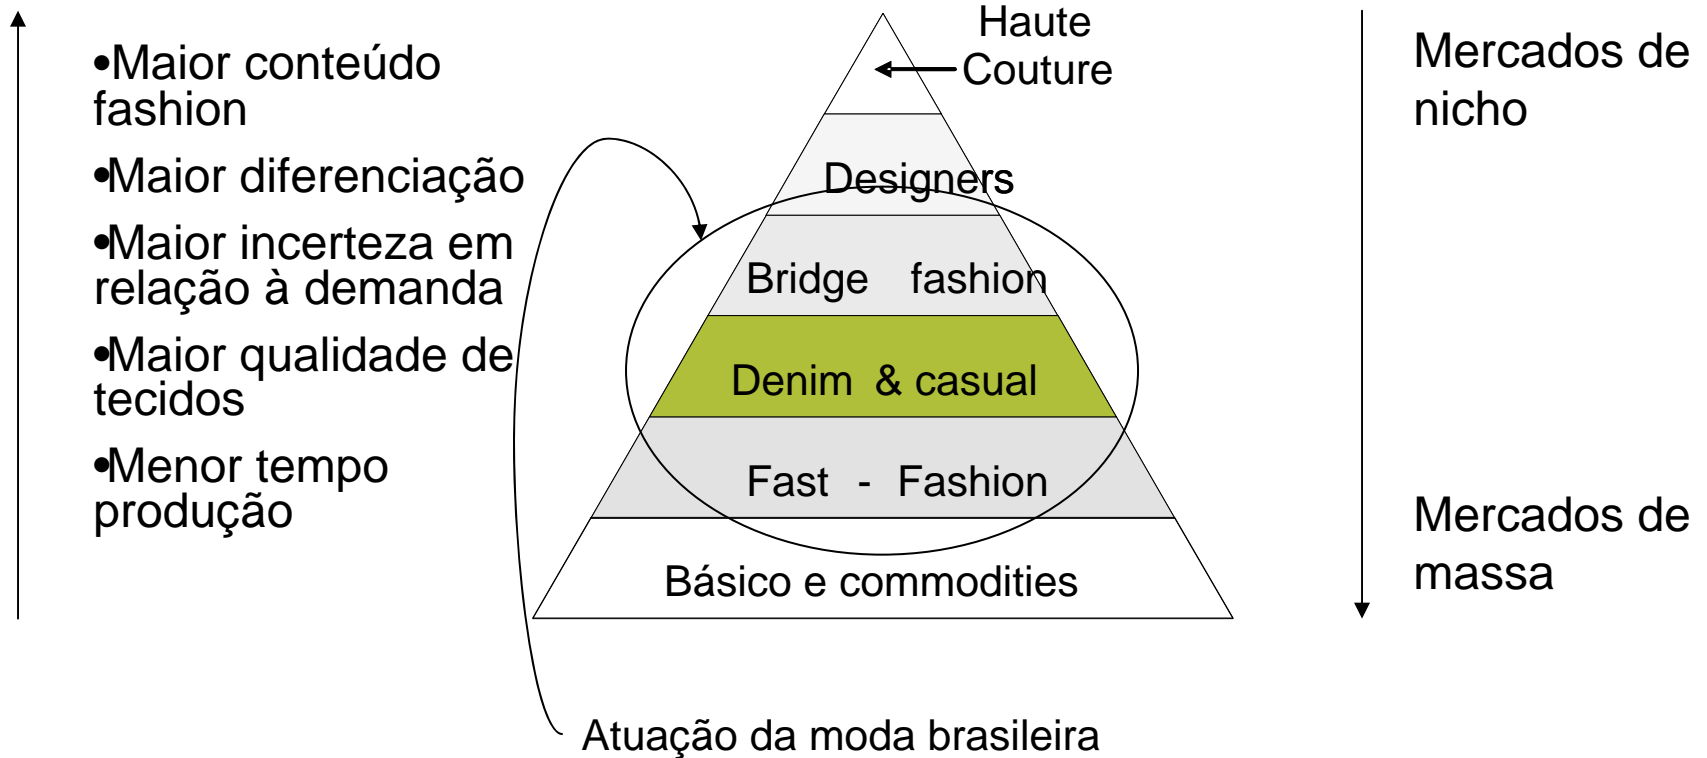 •Maior conteúdo
fashion
•Maior diferenciação
•Maior incerteza em
relação à demanda
•Maior qualidade de
tecidos
•Menor tempo
produção
Haute
Couture
Designers
Bridge fashion
Denim & casual
Fast - Fashion
Básico e commodities
Mercados de
nicho
Mercados de
massa
Atuação da moda brasileira